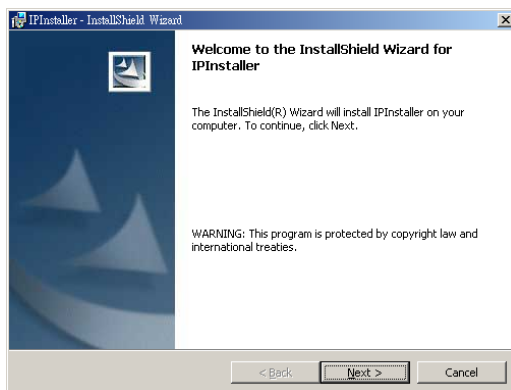 IPInstaller - InstallShield Wizard
Welcome to the InstallShield Wizard for
IPInstaller
The InstallShield(R) Wizard will install IPInstaller on your
computer. To continue, click Next.
WARNING: This program is protected by copyright law and
international treaties.
< Back
Next >
Cancel